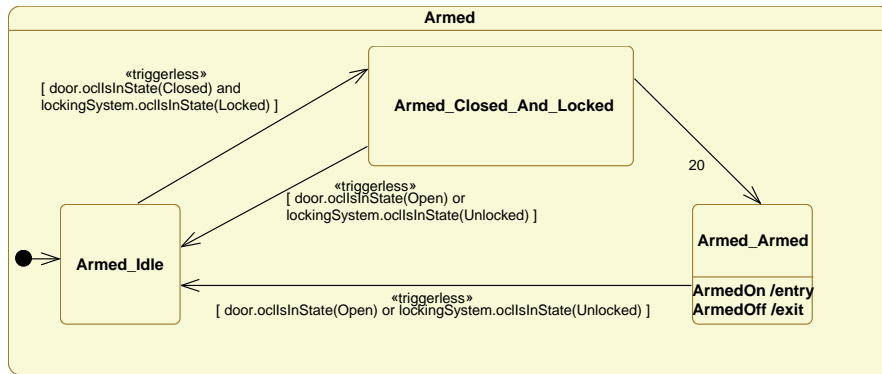 Armed
«triggerless»
[ door.oclIsInState(Closed) and
lockingSystem.oclIsInState(Locked) ]
Armed_Closed_And_Locked
20
«triggerless»
[ door.oclIsInState(Open) or
lockingSystem.oclIsInState(Unlocked) ]
Armed_Idle
Armed_Armed
ArmedOn /entry
ArmedOff /exit
«triggerless»
[ door.oclIsInState(Open) or lockingSystem.oclIsInState(Unlocked) ]